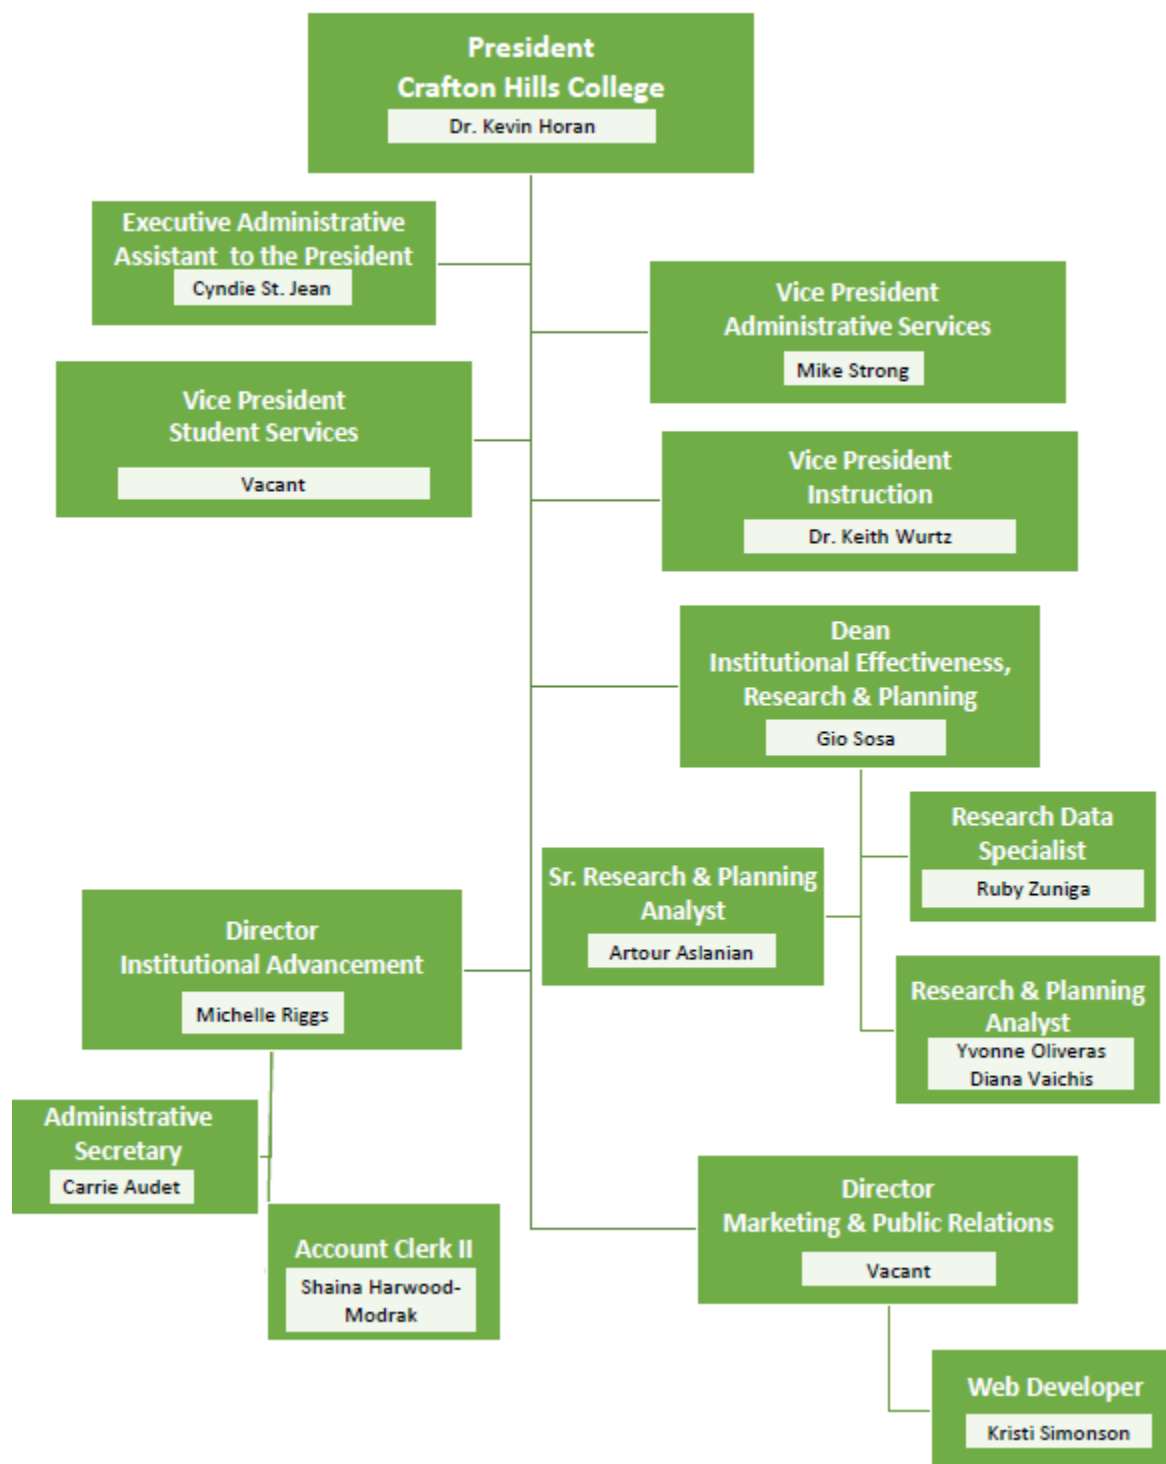 President
Crafton Hills College
Dr. Kevin Horan
Executive Administrative
Assistant to the President
Cyndie St. Jean
Vice President
Administrative Services
Mike Strong
Vice President
Student Services
Vacant
Vice President
Instruction
Dr. Keith Wurtz
Dean
Institutional Effectiveness,
Research & Planning
Gio Sosa
Research Data
Specialist
Ruby Zuniga
Sr. Research & Planning
Analyst
Artour Aslanian
Research & Planning
Analyst
Yvonne Oliveras
Diana Vaichis
Director
Institutional Advancement
Michelle Riggs
Administrative
Secretary
Carrie Audet
Account Clerk II
Shaina Harwood-
Modrak
Director
Marketing & Public Relations
Vacant
Web Developer
Kristi Simonson